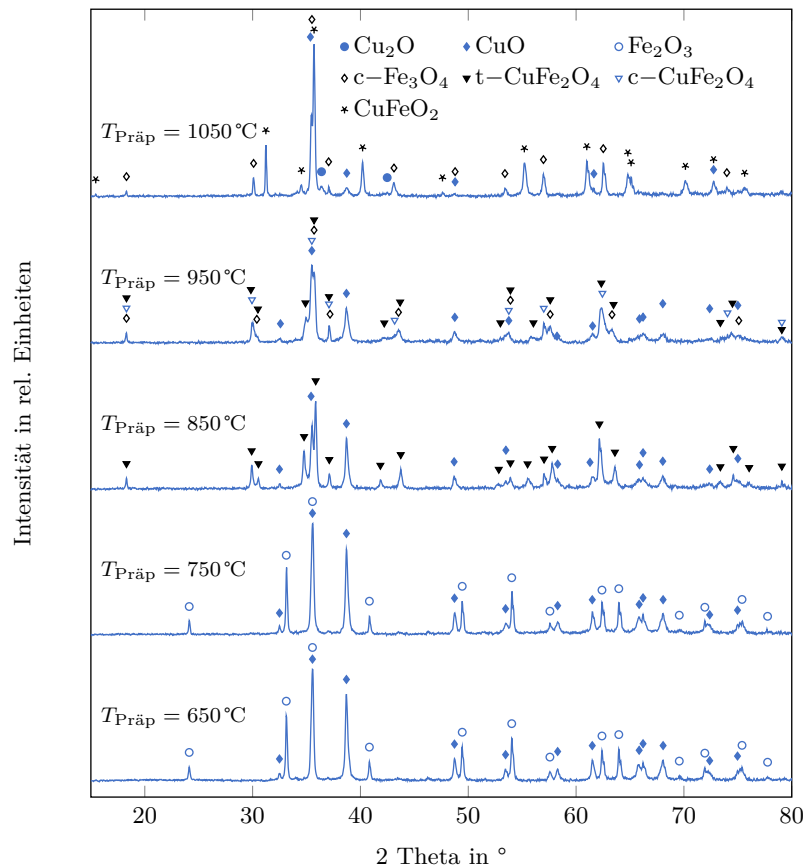 Cu₂O CuO Fe₂O₃
c−Fe₃O₄ t−CuFe₂O₄ c−CuFe₂O₄
CuFeO₂
T_Präp = 1050 °C
T_Präp = 950 °C
T_Präp = 850 °C
T_Präp = 750 °C
T_Präp = 650 °C
Intensität in rel. Einheiten
20 30 40 50 60 70 80
2 Theta in °